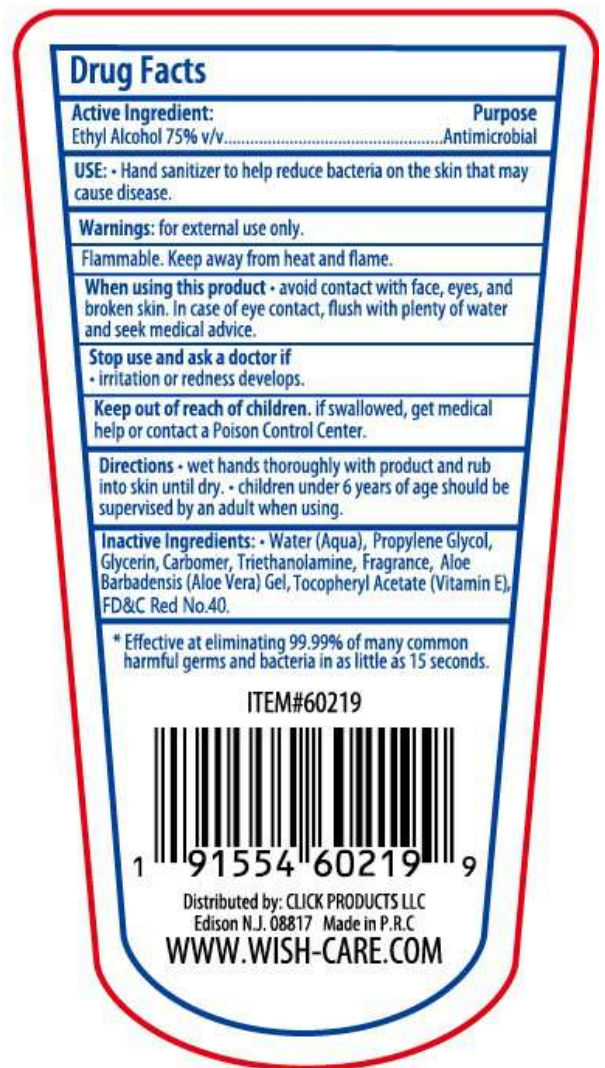 Drug Facts
Active Ingredient: Purpose
Ethyl Alcohol 75% v/v................................................Antimicrobial
USE: • Hand sanitizer to help reduce bacteria on the skin that may
cause disease.
Warnings: for external use only.
Flammable. Keep away from heat and flame.
When using this product • avoid contact with face, eyes, and
broken skin. In case of eye contact, flush with plenty of water
and seek medical advice.
Stop use and ask a doctor if
• irritation or redness develops.
Keep out of reach of children. if swallowed, get medical
help or contact a Poison Control Center.
Directions • wet hands thoroughly with product and rub
into skin until dry. • children under 6 years of age should be
supervised by an adult when using.
Inactive Ingredients: • Water (Aqua), Propylene Glycol,
Glycerin, Carbomer, Triethanolamine, Fragrance, Aloe
Barbadensis (Aloe Vera) Gel, Tocopheryl Acetate (Vitamin E),
FD&C Red No.40.
* Effective at eliminating 99.99% of many common
harmful germs and bacteria in as little as 15 seconds.
ITEM#60219
1 91554 60219 9
Distributed by: CLICK PRODUCTS LLC
Edison N.J. 08817 Made in P.R.C
WWW.WISH-CARE.COM